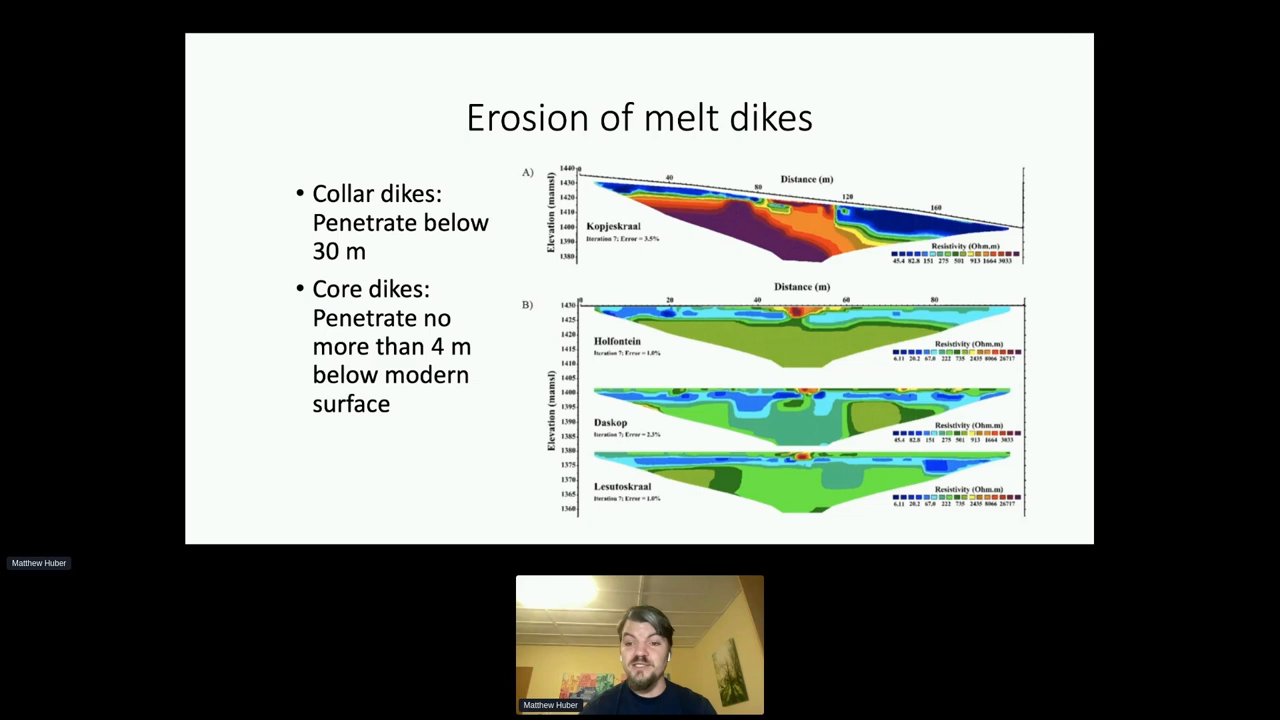 Erosion of melt dikes
• Collar dikes:
Penetrate below
30 m
• Core dikes:
Penetrate no
more than 4 m
below modern
surface
A)
Distance (m)
0 40 80 120 160
Elevation (mamsl)
1440
1430
1420
1410
1400
1390
1380
Kopjeskraal
Iteration 7; Error = 3.5%
Resistivity (Ohm.m)
45.4 82.8 151 275 501 913 1664 3033
B)
Distance (m)
0 20 40 60 80
Elevation (mamsl)
1430
1425
1420
1415
1410
1405
1400
1395
1390
1385
1380
1375
1370
1365
1360
Holfontein
Iteration 7; Error = 1.0%
Resistivity (Ohm.m)
6.11 20.2 67.0 222 735 2435 8066 26717
Daskop
Iteration 7; Error = 2.3%
Resistivity (Ohm.m)
45.4 82.8 151 275 501 913 1664 3033
Lesutoskraal
Iteration 7; Error = 1.0%
Resistivity (Ohm.m)
6.11 20.2 67.0 222 735 2435 8066 26717
Matthew Huber
Matthew Huber